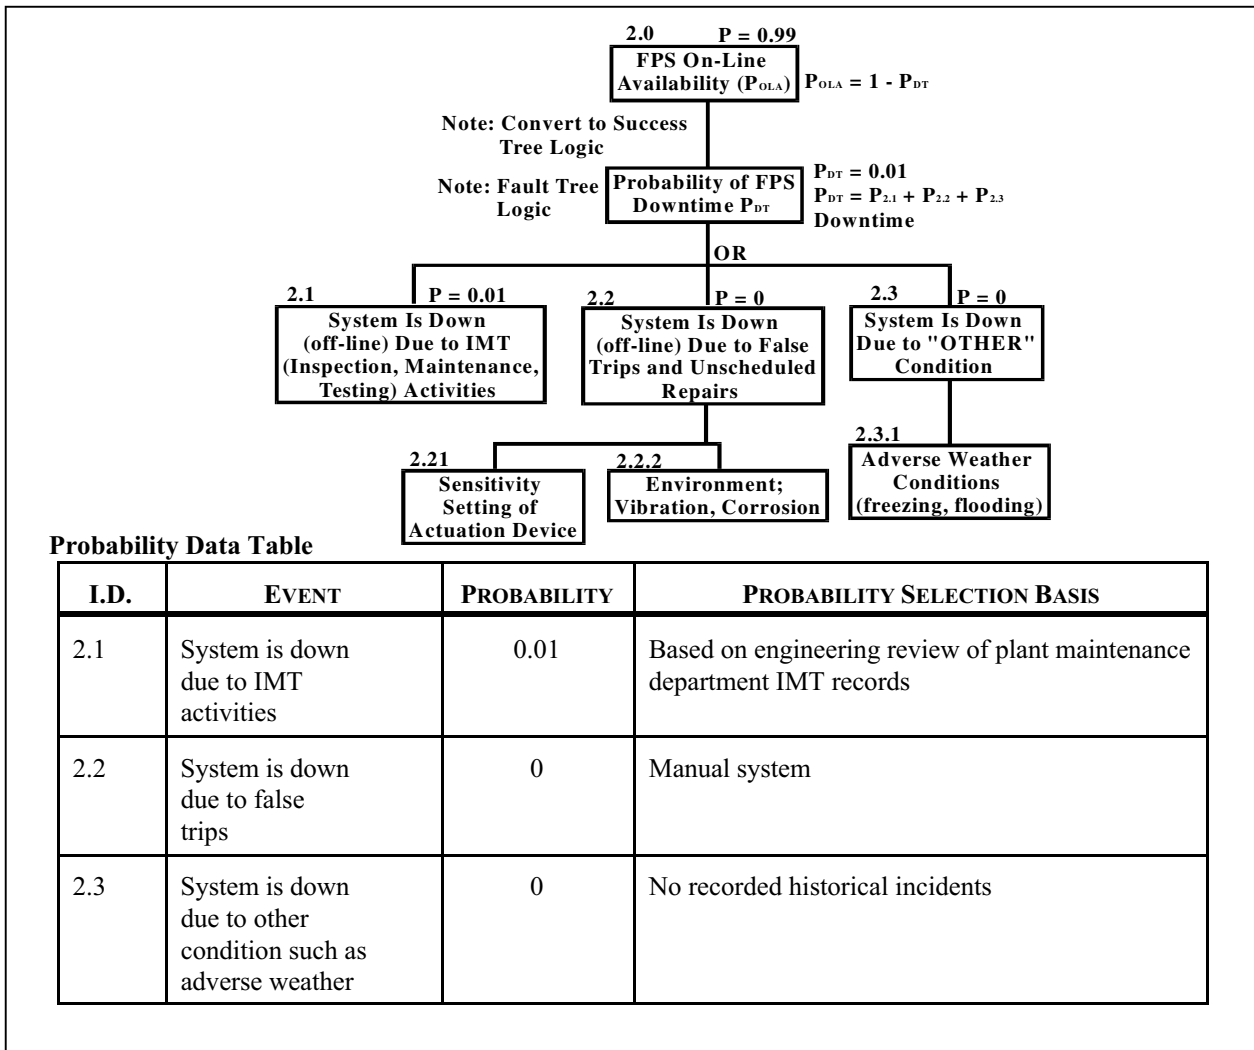 2.0 P = 0.99
FPS On-Line
Availability (POLA) POLA = 1 - PDT
Note: Convert to Success
Tree Logic
Note: Fault Tree
Logic
Probability of FPS
Downtime PDT
PDT = 0.01
PDT = P2.1 + P2.2 + P2.3
Downtime
OR
2.1 P = 0.01
System Is Down
(off-line) Due to IMT
(Inspection, Maintenance,
Testing) Activities
2.2 P = 0
System Is Down
(off-line) Due to False
Trips and Unscheduled
Repairs
2.3 P = 0
System Is Down
Due to "OTHER"
Condition
2.21
Sensitivity
Setting of
Actuation Device
2.2.2
Environment;
Vibration, Corrosion
2.3.1
Adverse Weather
Conditions
(freezing, flooding)
Probability Data Table
I.D. EVENT PROBABILITY PROBABILITY SELECTION BASIS
2.1 System is down 0.01 Based on engineering review of plant maintenance
due to IMT department IMT records
activities
2.2 System is down 0 Manual system
due to false
trips
2.3 System is down 0 No recorded historical incidents
due to other
condition such as
adverse weather